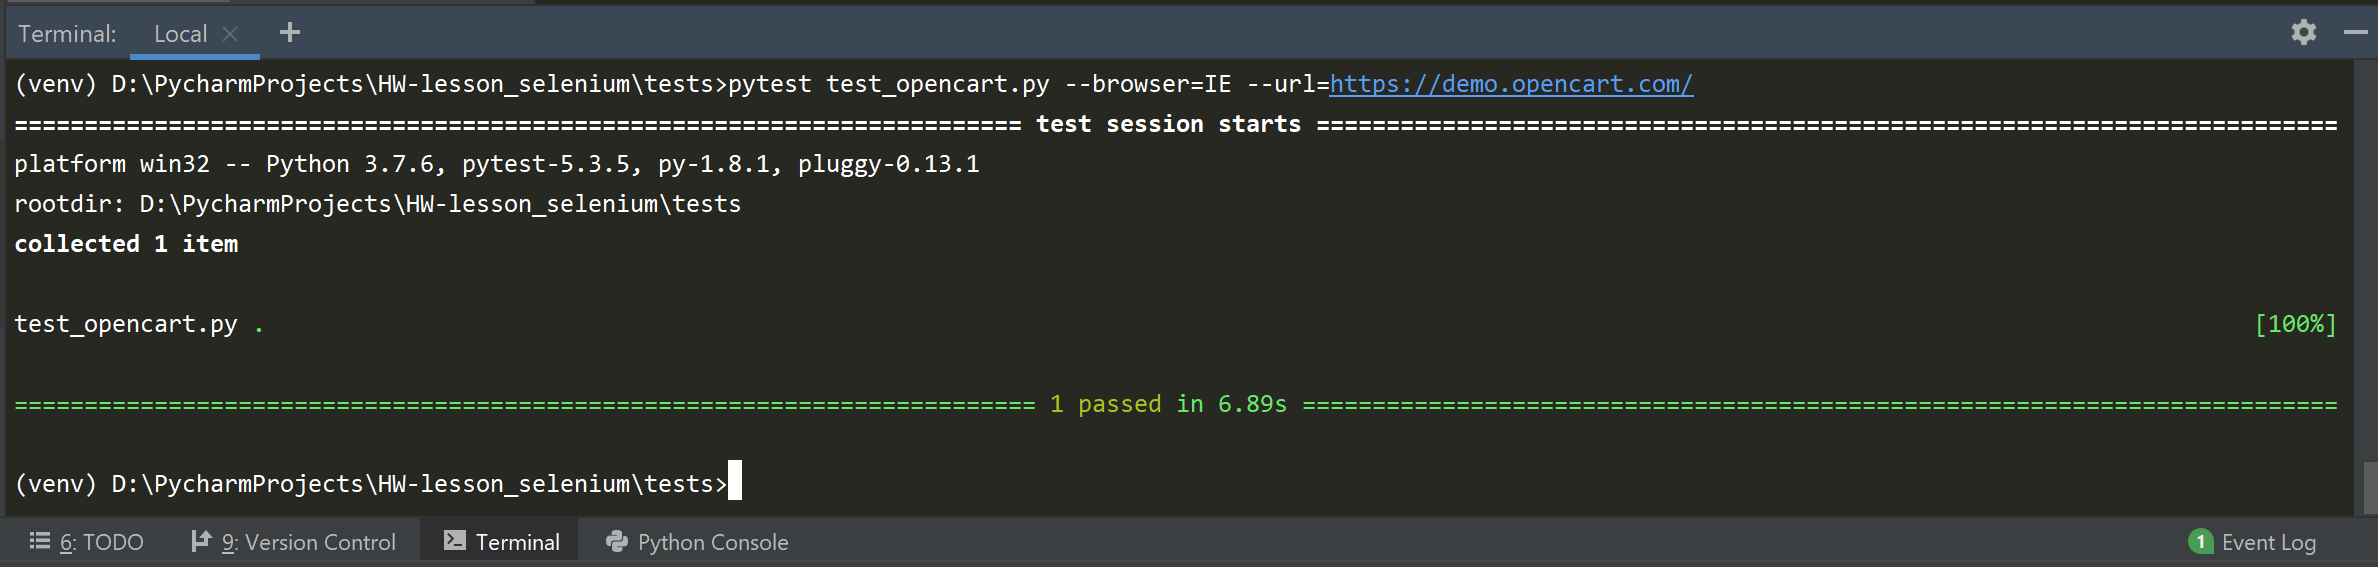 Terminal: Local × +
(venv) D:\PycharmProjects\HW-lesson_selenium\tests>pytest test_opencart.py --browser=IE --url=https://demo.opencart.com/
======================================================================== test session starts =========================================================================
platform win32 -- Python 3.7.6, pytest-5.3.5, py-1.8.1, pluggy-0.13.1
rootdir: D:\PycharmProjects\HW-lesson_selenium\tests
collected 1 item
test_opencart.py . [100%]
========================================================================= 1 passed in 6.89s ==========================================================================
(venv) D:\PycharmProjects\HW-lesson_selenium\tests>
6: TODO 9: Version Control Terminal Python Console 1 Event Log